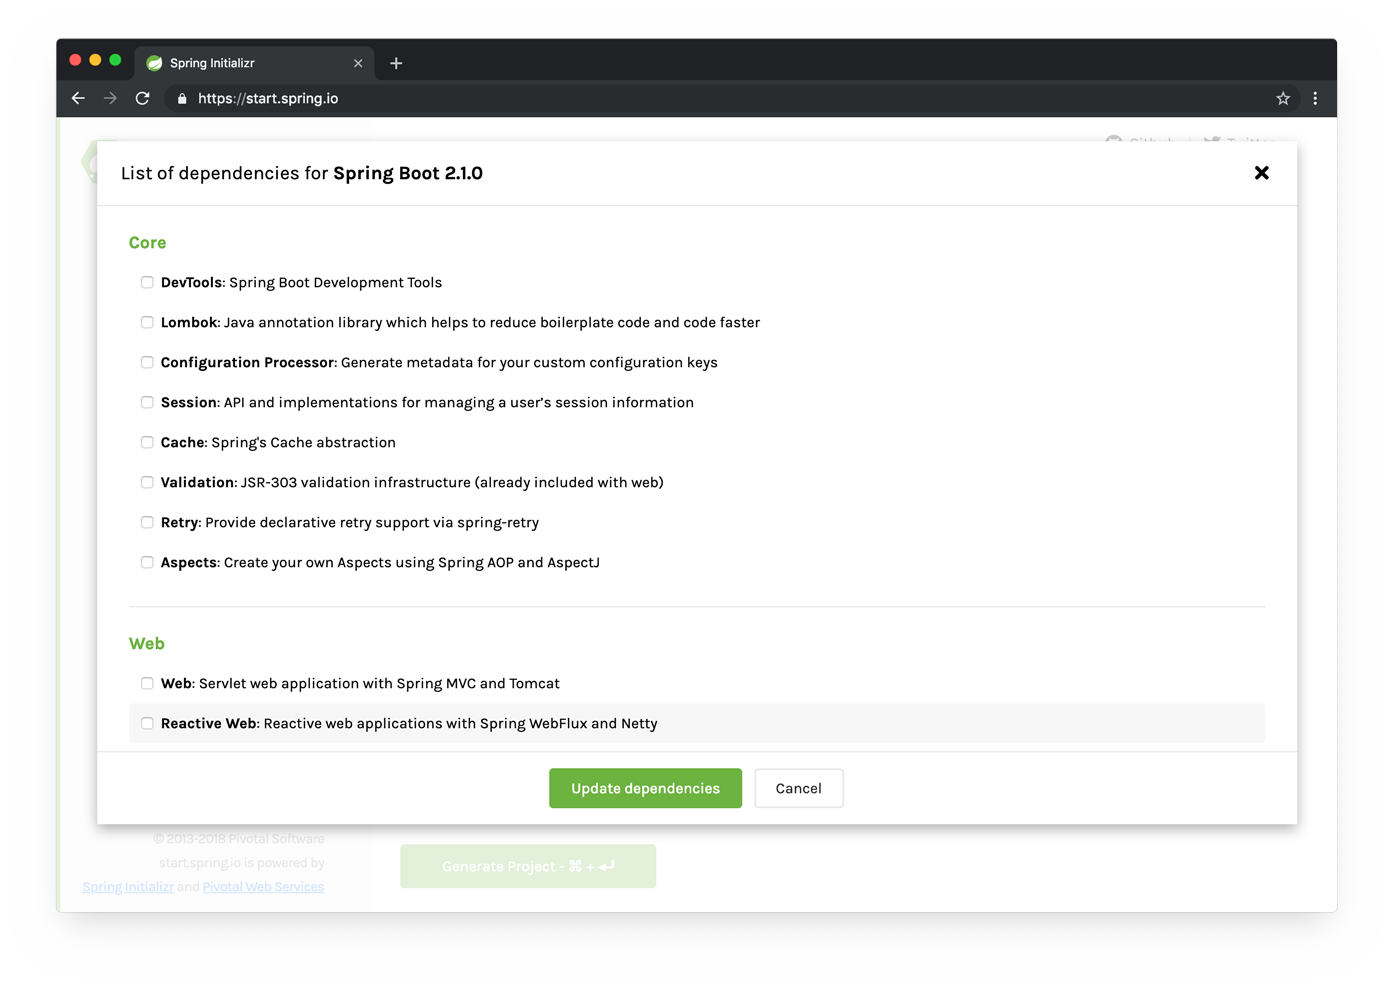 Spring Initializr
https://start.spring.io
Github Twitter
List of dependencies for Spring Boot 2.1.0
Core
DevTools: Spring Boot Development Tools
Lombok: Java annotation library which helps to reduce boilerplate code and code faster
Configuration Processor: Generate metadata for your custom configuration keys
Session: API and implementations for managing a user's session information
Cache: Spring's Cache abstraction
Validation: JSR-303 validation infrastructure (already included with web)
Retry: Provide declarative retry support via spring-retry
Aspects: Create your own Aspects using Spring AOP and AspectJ
Web
Web: Servlet web application with Spring MVC and Tomcat
Reactive Web: Reactive web applications with Spring WebFlux and Netty
Update dependencies
Cancel
© 2013-2018 Pivotal Software
start.spring.io is powered by
Spring Initializr and Pivotal Web Services
Generate Project - ⌘ + ↵